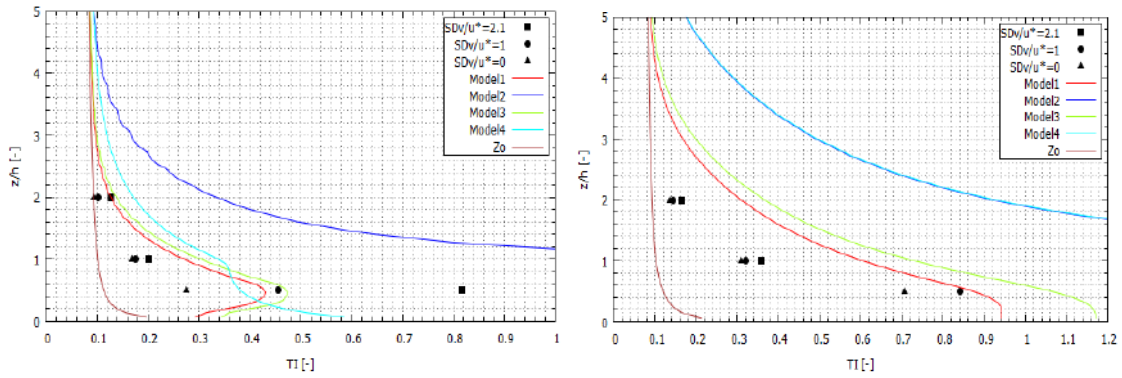 5
4
3
2
1
0
z/h [-]
0 0.1 0.2 0.3 0.4 0.5 0.6 0.7 0.8 0.9 1
TI [-]
SDv/u*=2.1
SDv/u*=1
SDv/u*=0
Model1
Model2
Model3
Model4
Zo
5
4
3
2
1
0
z/h [-]
0 0.1 0.2 0.3 0.4 0.5 0.6 0.7 0.8 0.9 1 1.1 1.2
TI [-]
SDv/u*=2.1
SDv/u*=1
SDv/u*=0
Model1
Model2
Model3
Model4
Zo